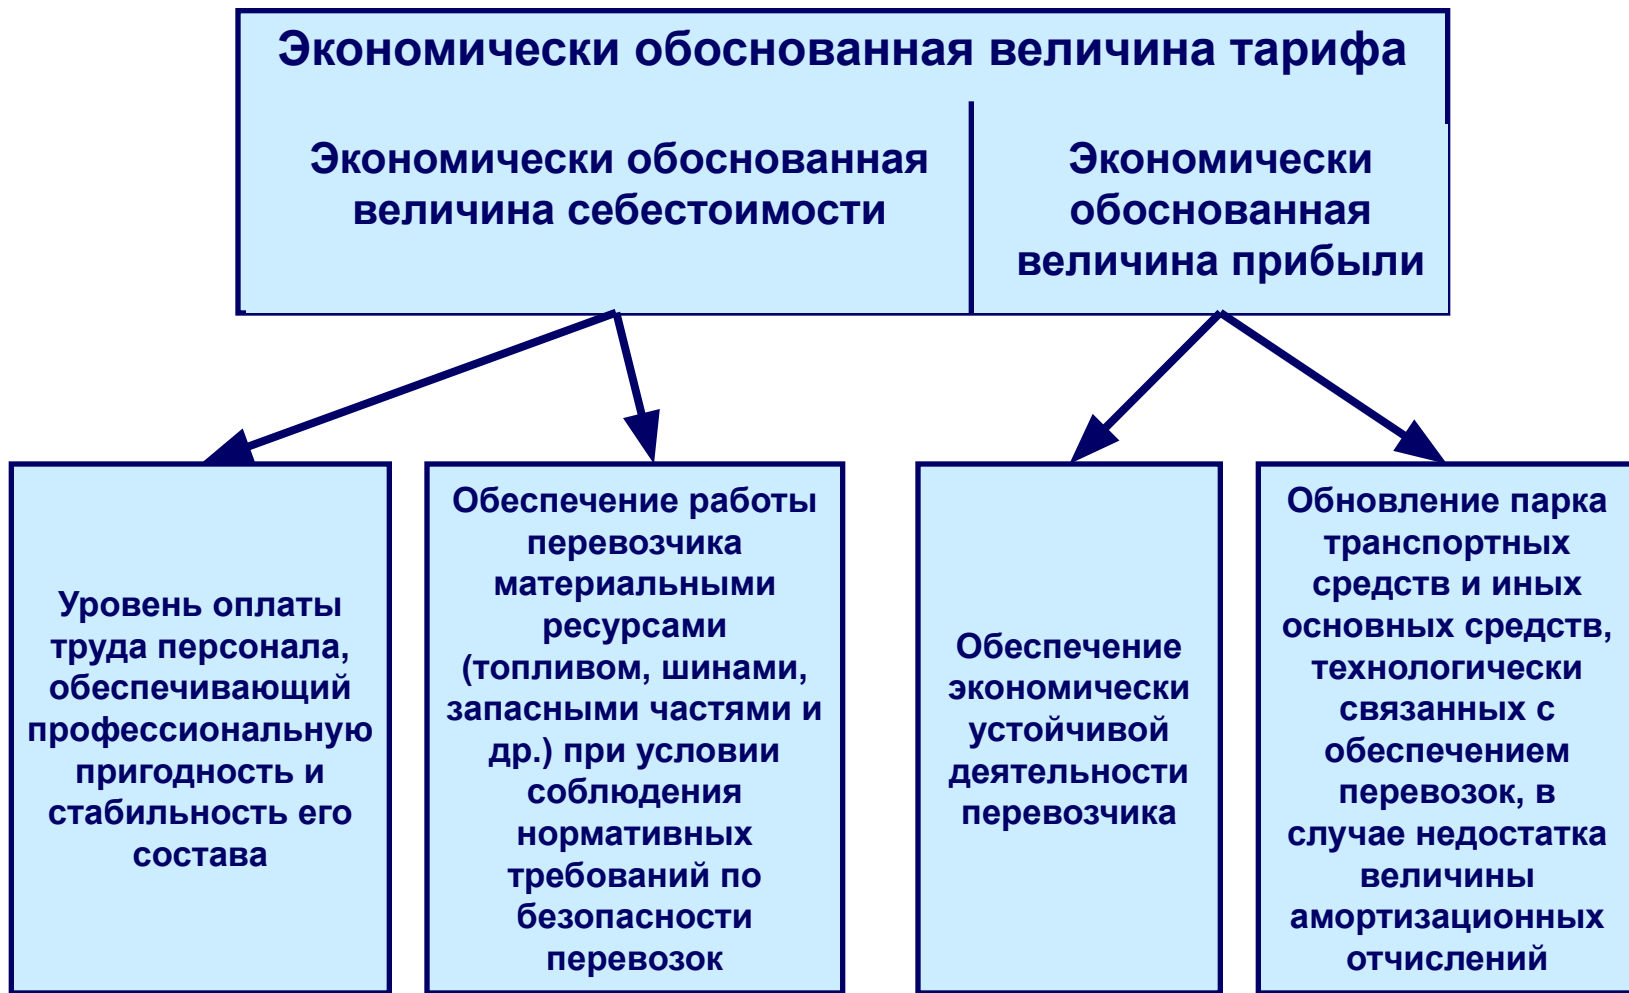 Экономически обоснованная величина тарифа
Экономически обоснованная
величина себестоимости
Экономически
обоснованная
величина прибыли
Уровень оплаты
труда персонала,
обеспечивающий
профессиональную
пригодность и
стабильность его
состава
Обеспечение работы
перевозчика
материальными
ресурсами
(топливом, шинами,
запасными частями и
др.) при условии
соблюдения
нормативных
требований по
безопасности
перевозок
Обеспечение
экономически
устойчивой
деятельности
перевозчика
Обновление парка
транспортных
средств и иных
основных средств,
технологически
связанных с
обеспечением
перевозок, в
случае недостатка
величины
амортизационных
отчислений